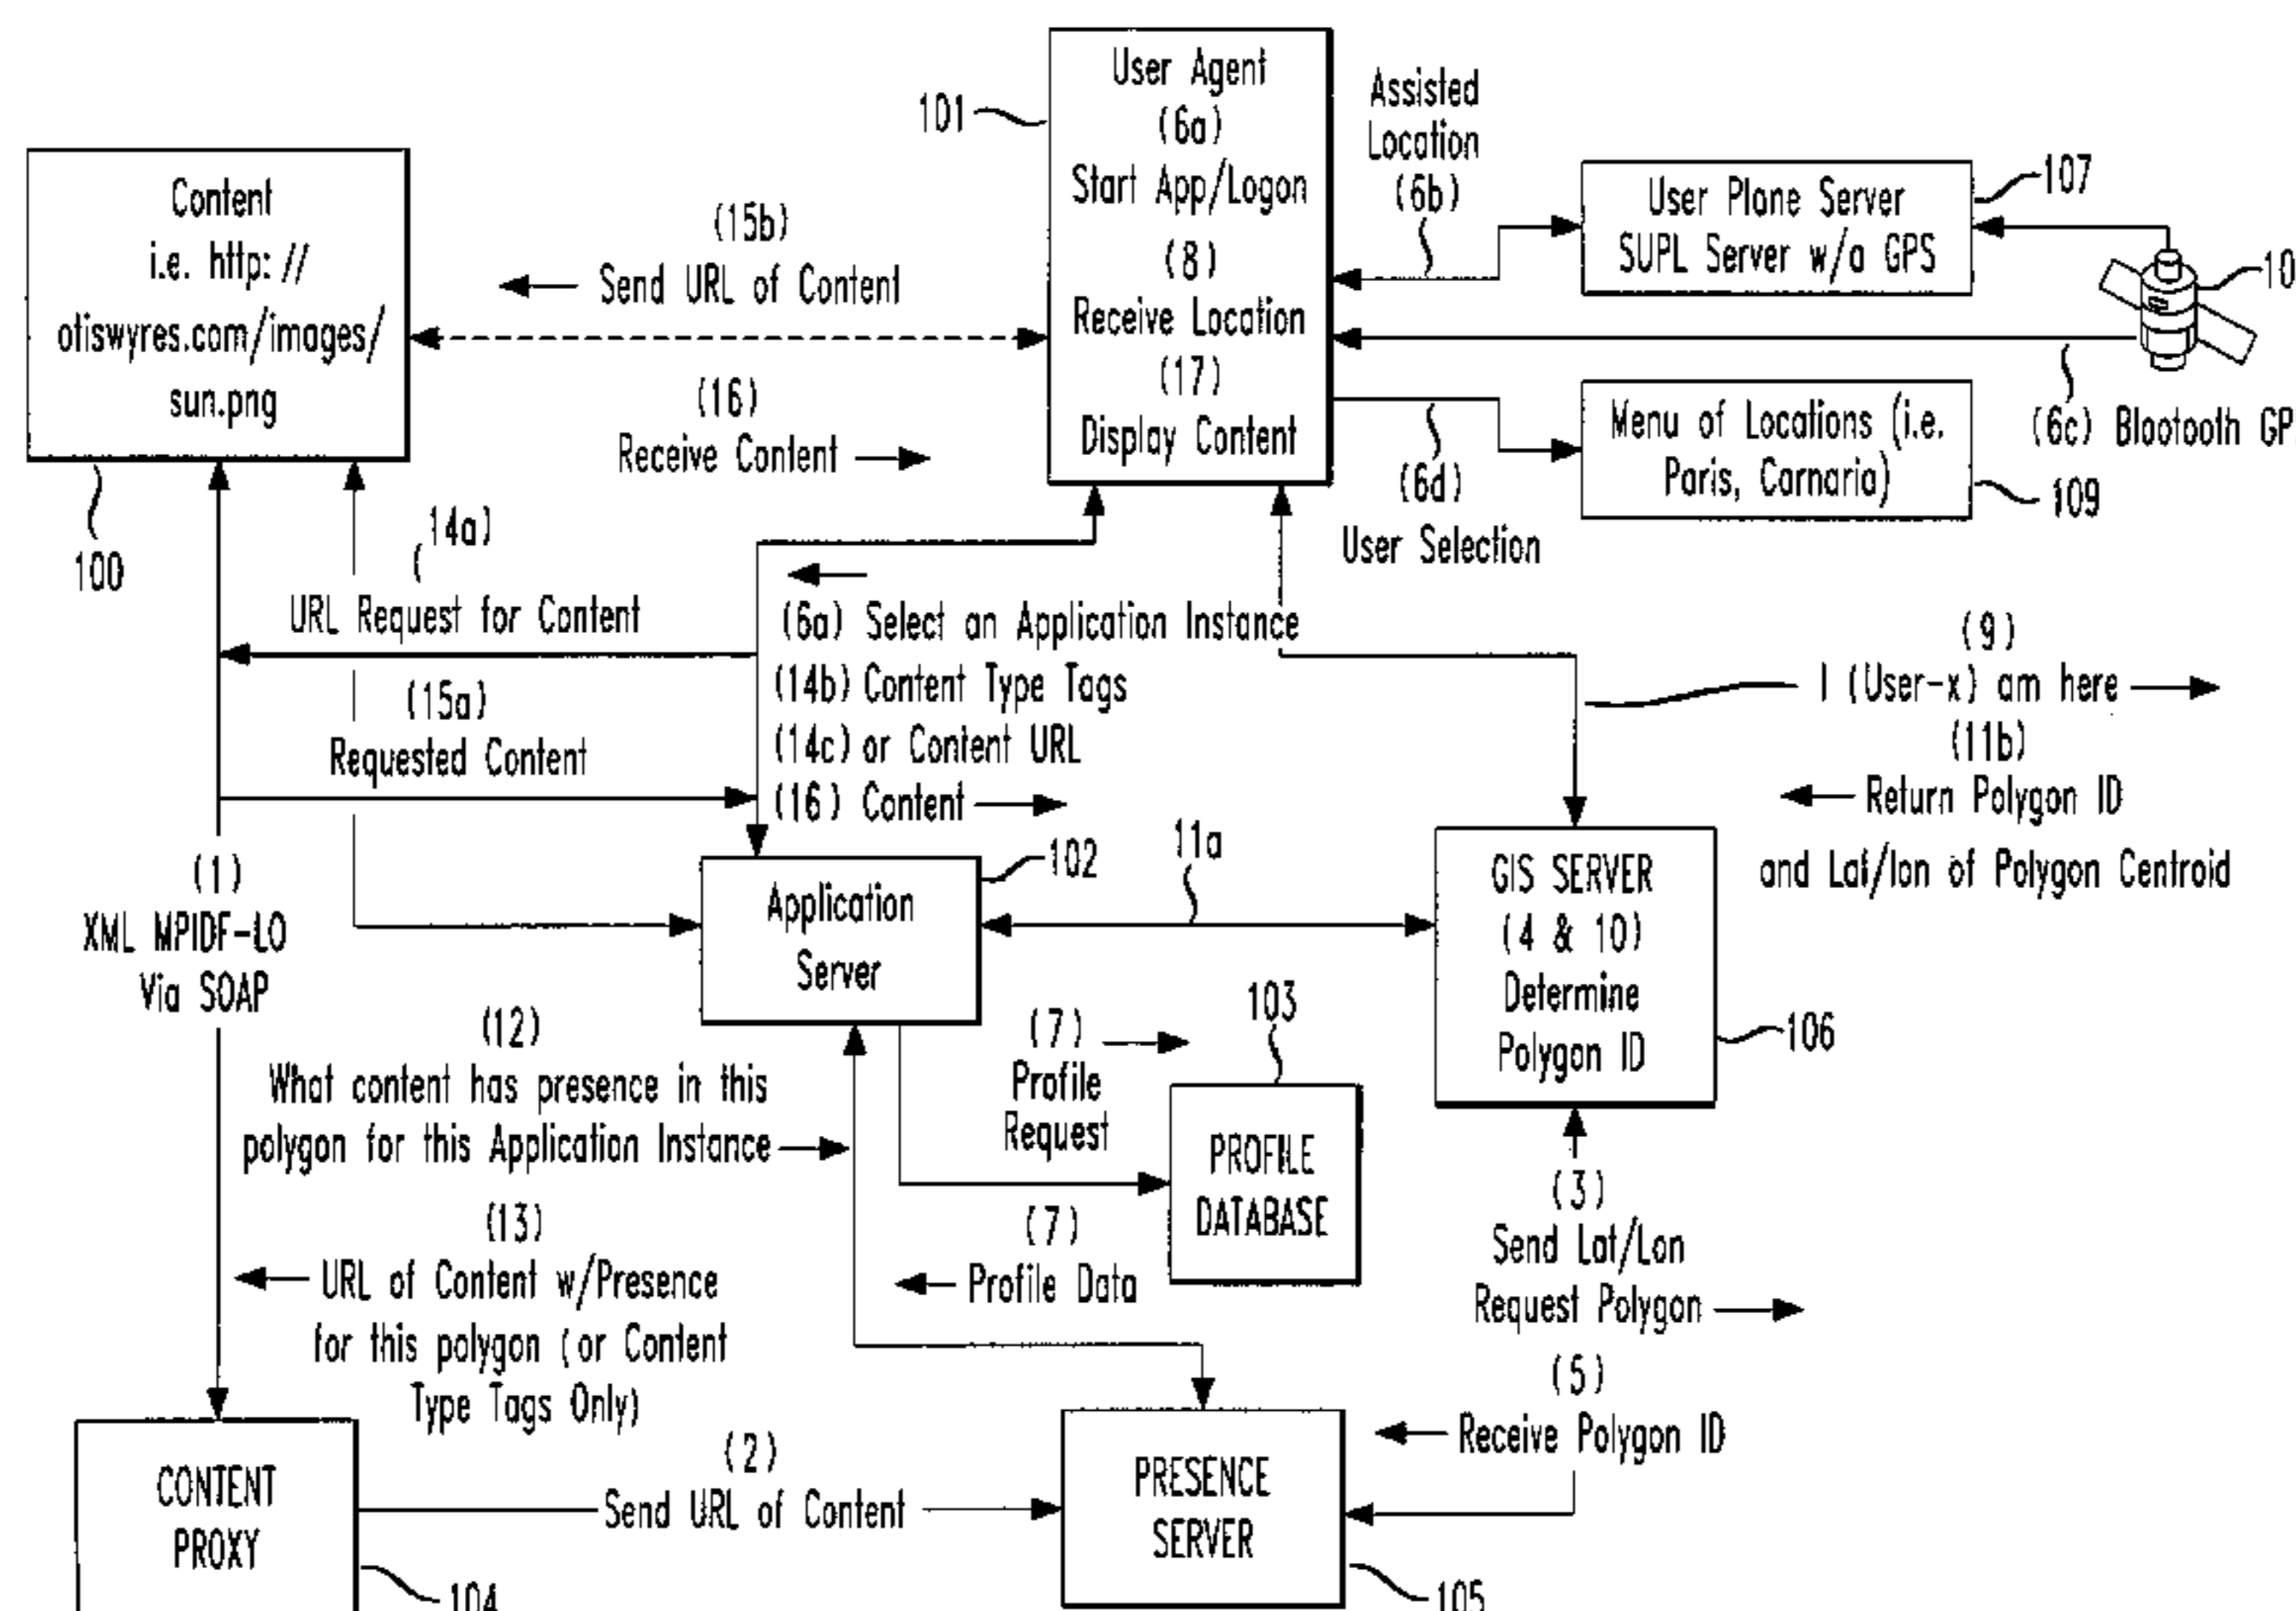 User Agent
(6a)
Start App/Logon
(8)
Receive Location
(17)
Display Content
101
Assisted
Location
(6b)
User Plane Server
SUPL Server w/a GPS
107
10
Content
i.e. http: //
otiswyres.com/images/
sun.png
100
(15b)
Send URL of Content
(16)
Receive Content
(6c) Blootooth GP
Menu of Locations (i.e.
Paris, Carnaria)
109
(6d)
User Selection
(14a)
URL Request for Content
(6a) Select an Application Instance
(14b) Content Type Tags
(14c) or Content URL
(16) Content
(15a)
Requested Content
(9)
I (User-x) am here
(11b)
Return Polygon ID
and Lat/lon of Polygon Centroid
(1)
XML MPIDF-LO
Via SOAP
Application
Server
102
11a
GIS SERVER
(4 & 10)
Determine
Polygon ID
106
(12)
What content has presence in this
polygon for this Application Instance
(7)
Profile
Request
103
PROFILE
DATABASE
(7)
Profile Data
(13)
URL of Content w/Presence
for this polygon (or Content
Type Tags Only)
(3)
Send Lat/Lon
Request Polygon
(5)
Receive Polygon ID
CONTENT
PROXY
104
(2)
Send URL of Content
PRESENCE
SERVER
105